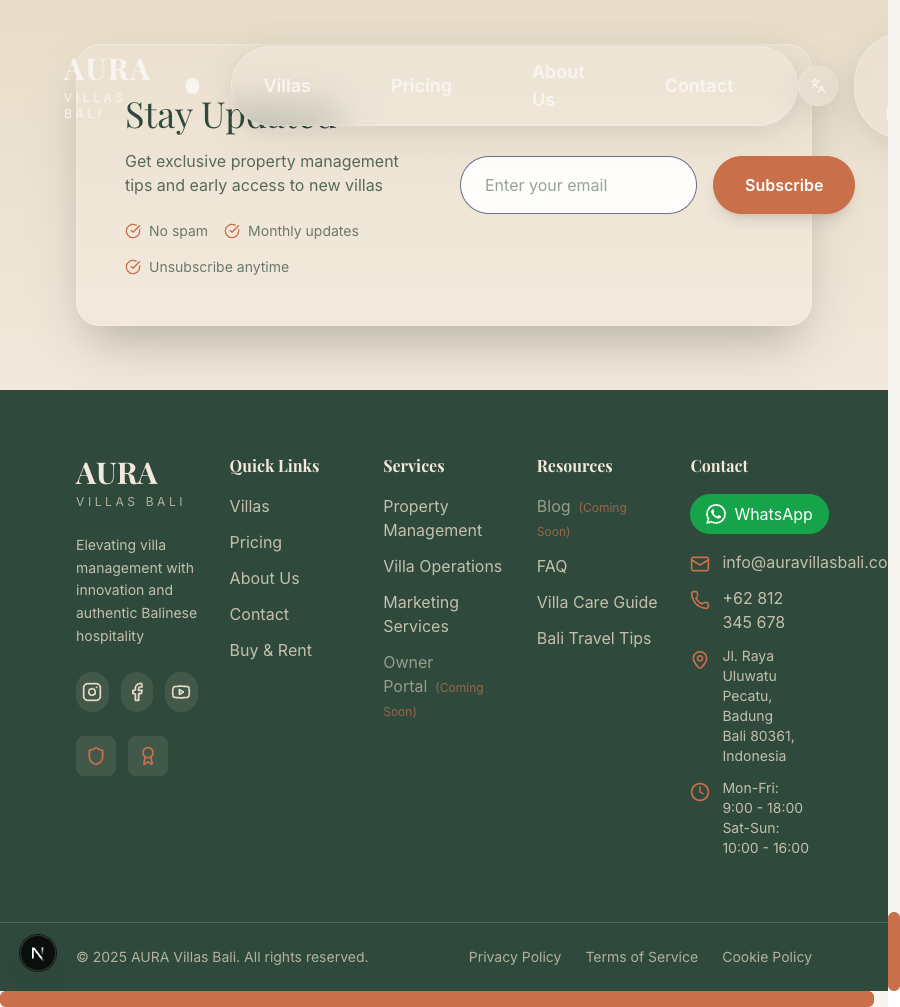 AURA
VILLAS
BALI
Villas
Pricing
About
Us
Contact
Stay Updated
Get exclusive property management
tips and early access to new villas
Enter your email
Subscribe
No spam
Monthly updates
Unsubscribe anytime
AURA
VILLAS BALI
Elevating villa
management with
innovation and
authentic Balinese
hospitality
Quick Links
Villas
Pricing
About Us
Contact
Buy & Rent
Services
Property
Management
Villa Operations
Marketing
Services
Owner
Portal (Coming
Soon)
Resources
Blog (Coming
Soon)
FAQ
Villa Care Guide
Bali Travel Tips
Contact
WhatsApp
info@auravillasbali.co
+62 812
345 678
Jl. Raya
Uluwatu
Pecatu,
Badung
Bali 80361,
Indonesia
Mon-Fri:
9:00 - 18:00
Sat-Sun:
10:00 - 16:00
N
© 2025 AURA Villas Bali. All rights reserved.
Privacy Policy
Terms of Service
Cookie Policy